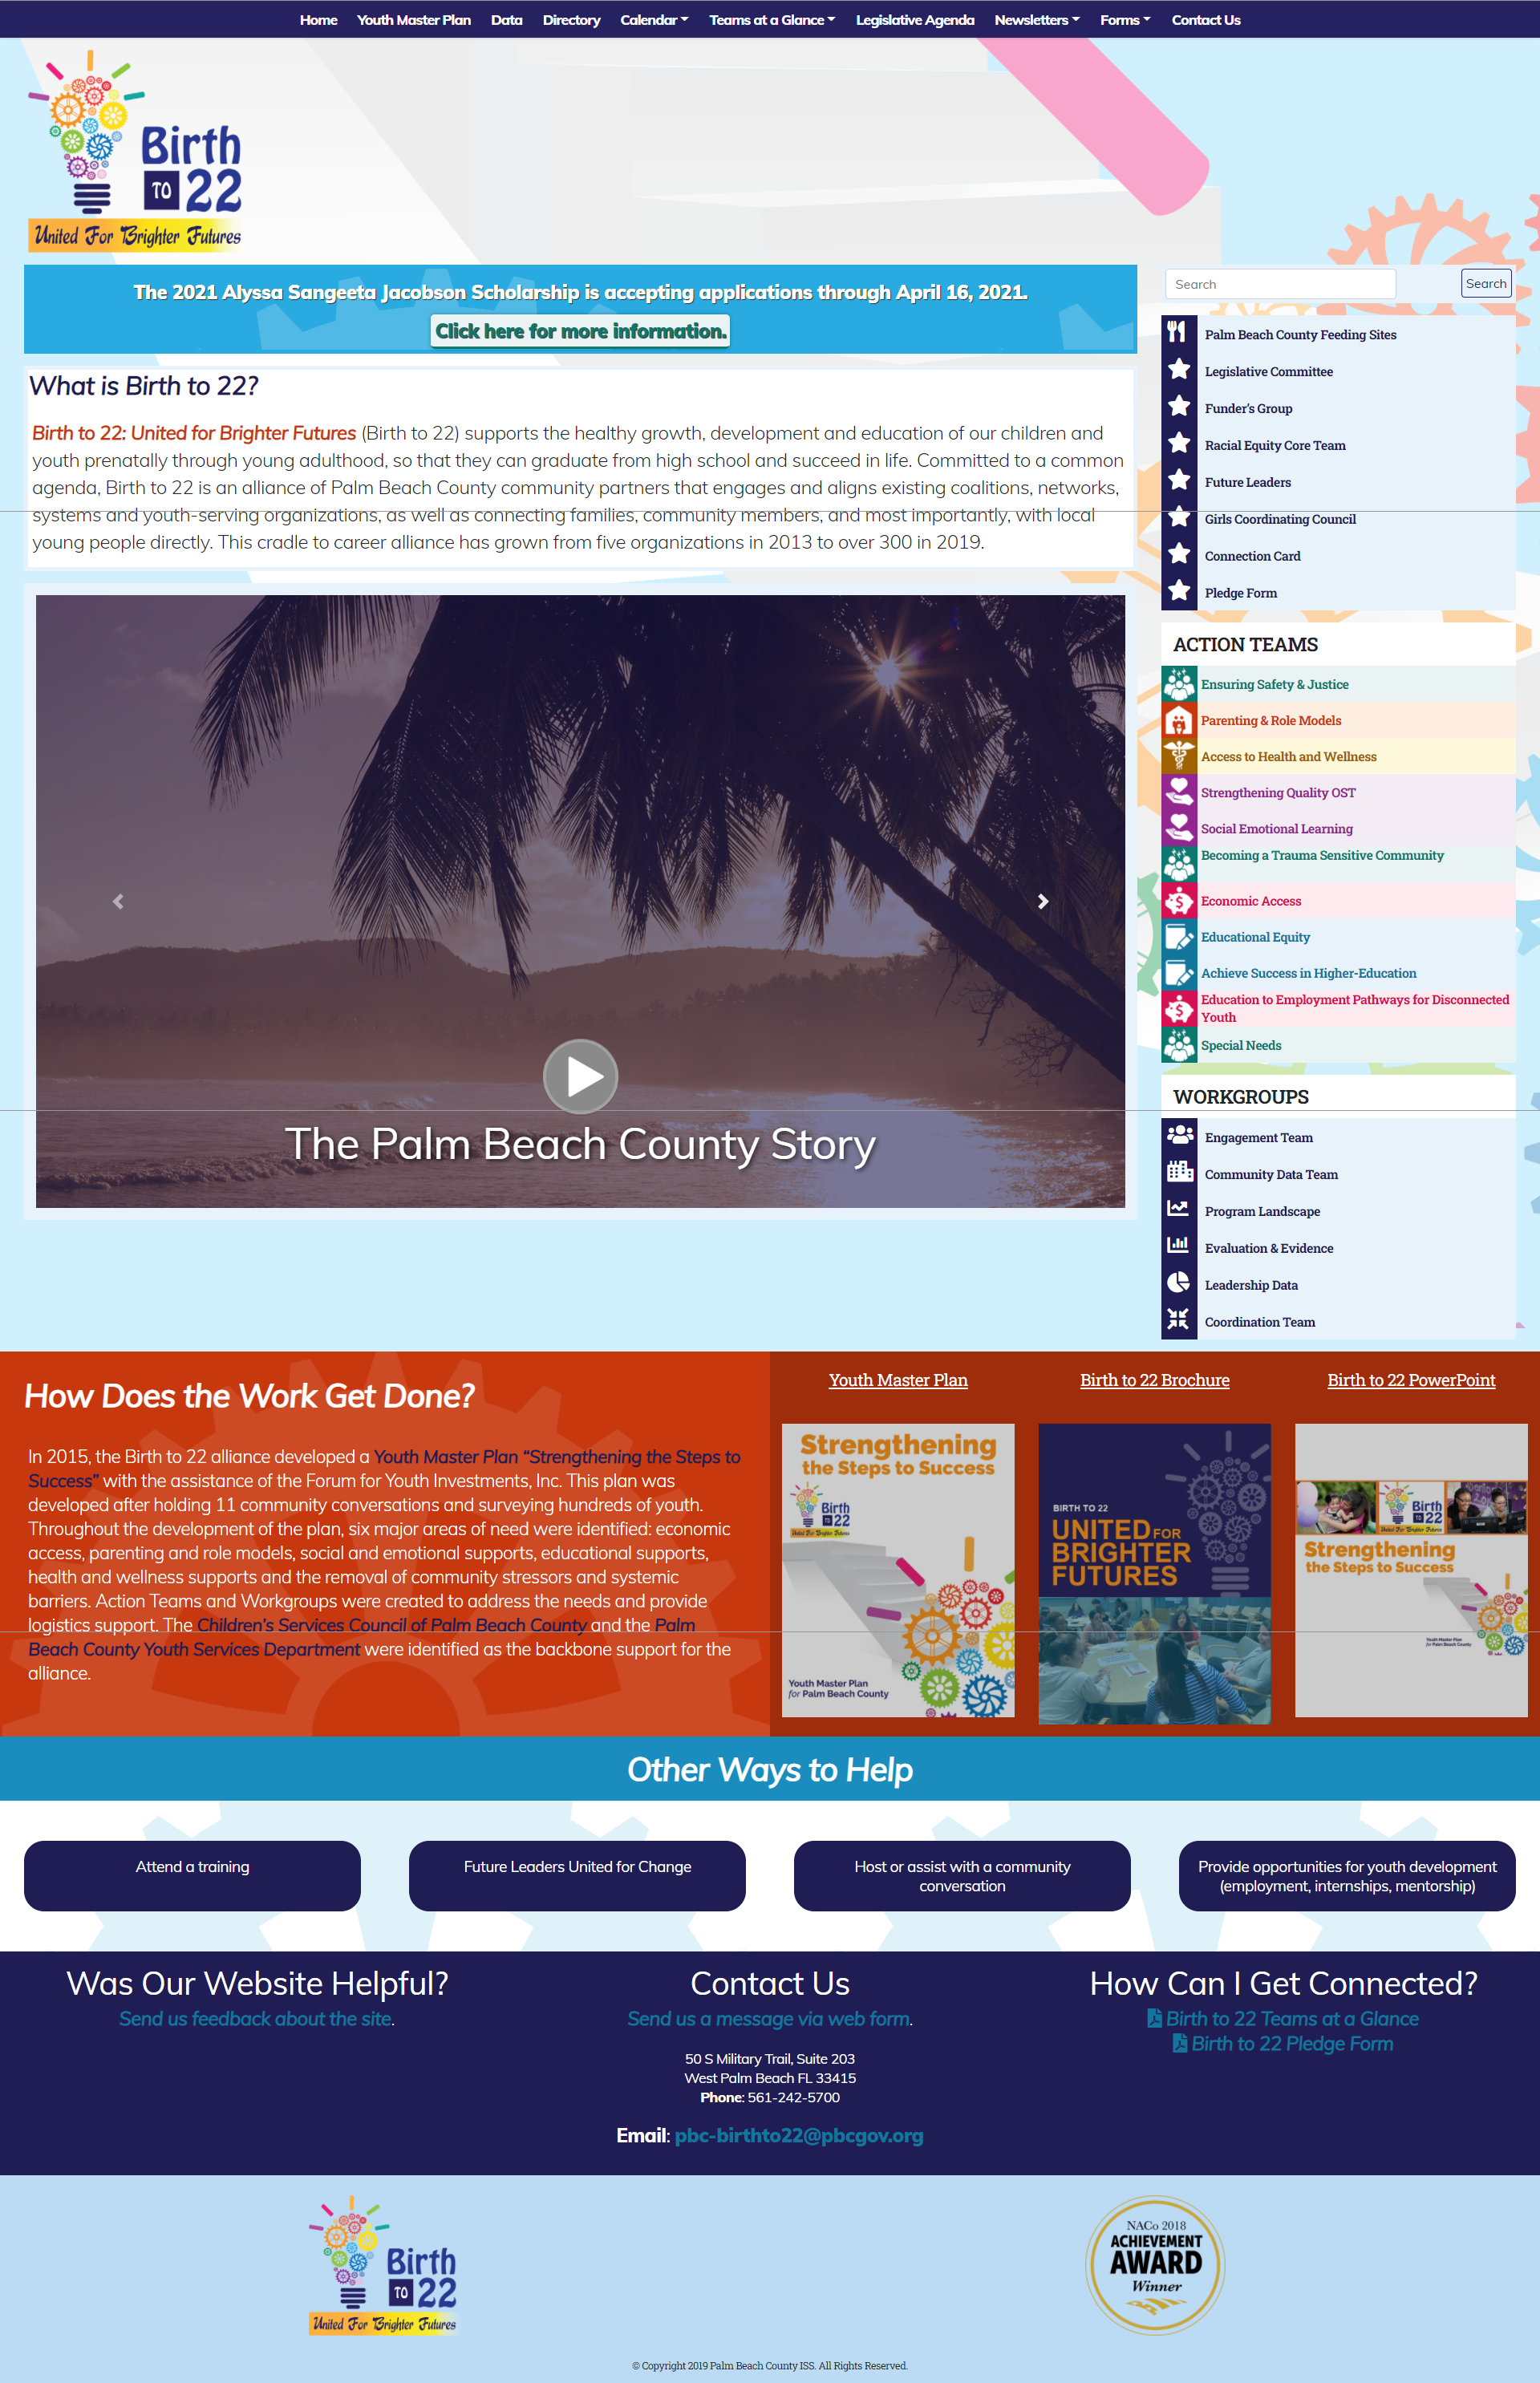 Home Youth Master Plan Data Directory Calendar Teams at a Glance Legislative Agenda Newsletters Forms Contact Us
Birth
TO 22
United For Brighter Futures
The 2021 Alyssa Sangeeta Jacobson Scholarship is accepting applications through April 16, 2021.
Click here for more information.
What is Birth to 22?
Birth to 22: United for Brighter Futures (Birth to 22) supports the healthy growth, development and education of our children and
youth prenatally through young adulthood, so that they can graduate from high school and succeed in life. Committed to a common
agenda, Birth to 22 is an alliance of Palm Beach County community partners that engages and aligns existing coalitions, networks,
systems and youth-serving organizations, as well as connecting families, community members, and most importantly, with local
young people directly. This cradle to career alliance has grown from five organizations in 2013 to over 300 in 2019.
The Palm Beach County Story
Search Search
Palm Beach County Feeding Sites
Legislative Committee
Funder's Group
Racial Equity Core Team
Future Leaders
Girls Coordinating Council
Connection Card
Pledge Form
ACTION TEAMS
Ensuring Safety & Justice
Parenting & Role Models
Access to Health and Wellness
Strengthening Quality OST
Social Emotional Learning
Becoming a Trauma Sensitive Community
Economic Access
Educational Equity
Achieve Success in Higher-Education
Education to Employment Pathways for Disconnected
Youth
Special Needs
WORKGROUPS
Engagement Team
Community Data Team
Program Landscape
Evaluation & Evidence
Leadership Data
Coordination Team
How Does the Work Get Done?
In 2015, the Birth to 22 alliance developed a Youth Master Plan “Strengthening the Steps to
Success” with the assistance of the Forum for Youth Investments, Inc. This plan was
developed after holding 11 community conversations and surveying hundreds of youth.
Throughout the development of the plan, six major areas of need were identified: economic
access, parenting and role models, social and emotional supports, educational supports,
health and wellness supports and the removal of community stressors and systemic
barriers. Action Teams and Workgroups were created to address the needs and provide
logistics support. The Children’s Services Council of Palm Beach County and the Palm
Beach County Youth Services Department were identified as the backbone support for the
alliance.
Youth Master Plan
Strengthening
the Steps to Success
Birth
TO 22
United For Brighter Futures
Youth Master Plan
for Palm Beach County
Birth to 22 Brochure
BIRTH TO 22
UNITED FOR
BRIGHTER
FUTURES
Birth to 22 PowerPoint
Birth
TO 22
United For Brighter Futures
Strengthening
the Steps to Success
Youth Master Plan
for Palm Beach County
Other Ways to Help
Attend a training
Future Leaders United for Change
Host or assist with a community
conversation
Provide opportunities for youth development
(employment, internships, mentorship)
Was Our Website Helpful?
Send us feedback about the site.
Contact Us
Send us a message via web form.
50 S Military Trail, Suite 203
West Palm Beach FL 33415
Phone: 561-242-5700
Email: pbc-birthto22@pbcgov.org
How Can I Get Connected?
Birth to 22 Teams at a Glance
Birth to 22 Pledge Form
Birth
TO 22
United For Brighter Futures
NACo 2018
ACHIEVEMENT
AWARD
Winner
© Copyright 2019 Palm Beach County ISS. All Rights Reserved.